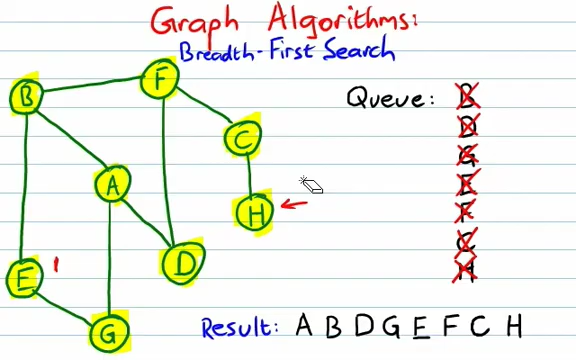 Graph Algorithms:
Breadth-First Search
B
F
C
A
H
E
D
G
Queue:
B
D
G
E
F
C
H
Result: A B D G E F C H